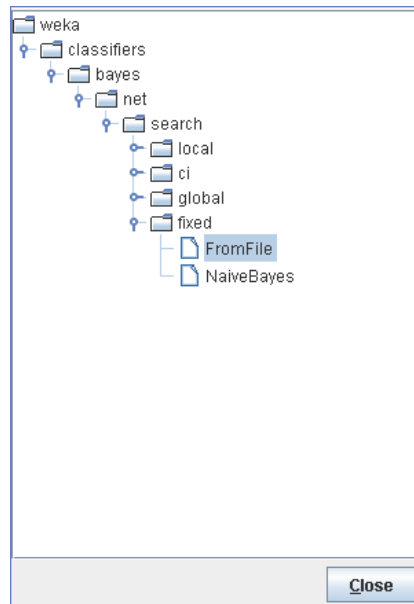 weka
classifiers
bayes
net
search
local
ci
global
fixed
FromFile
NaiveBayes
Close